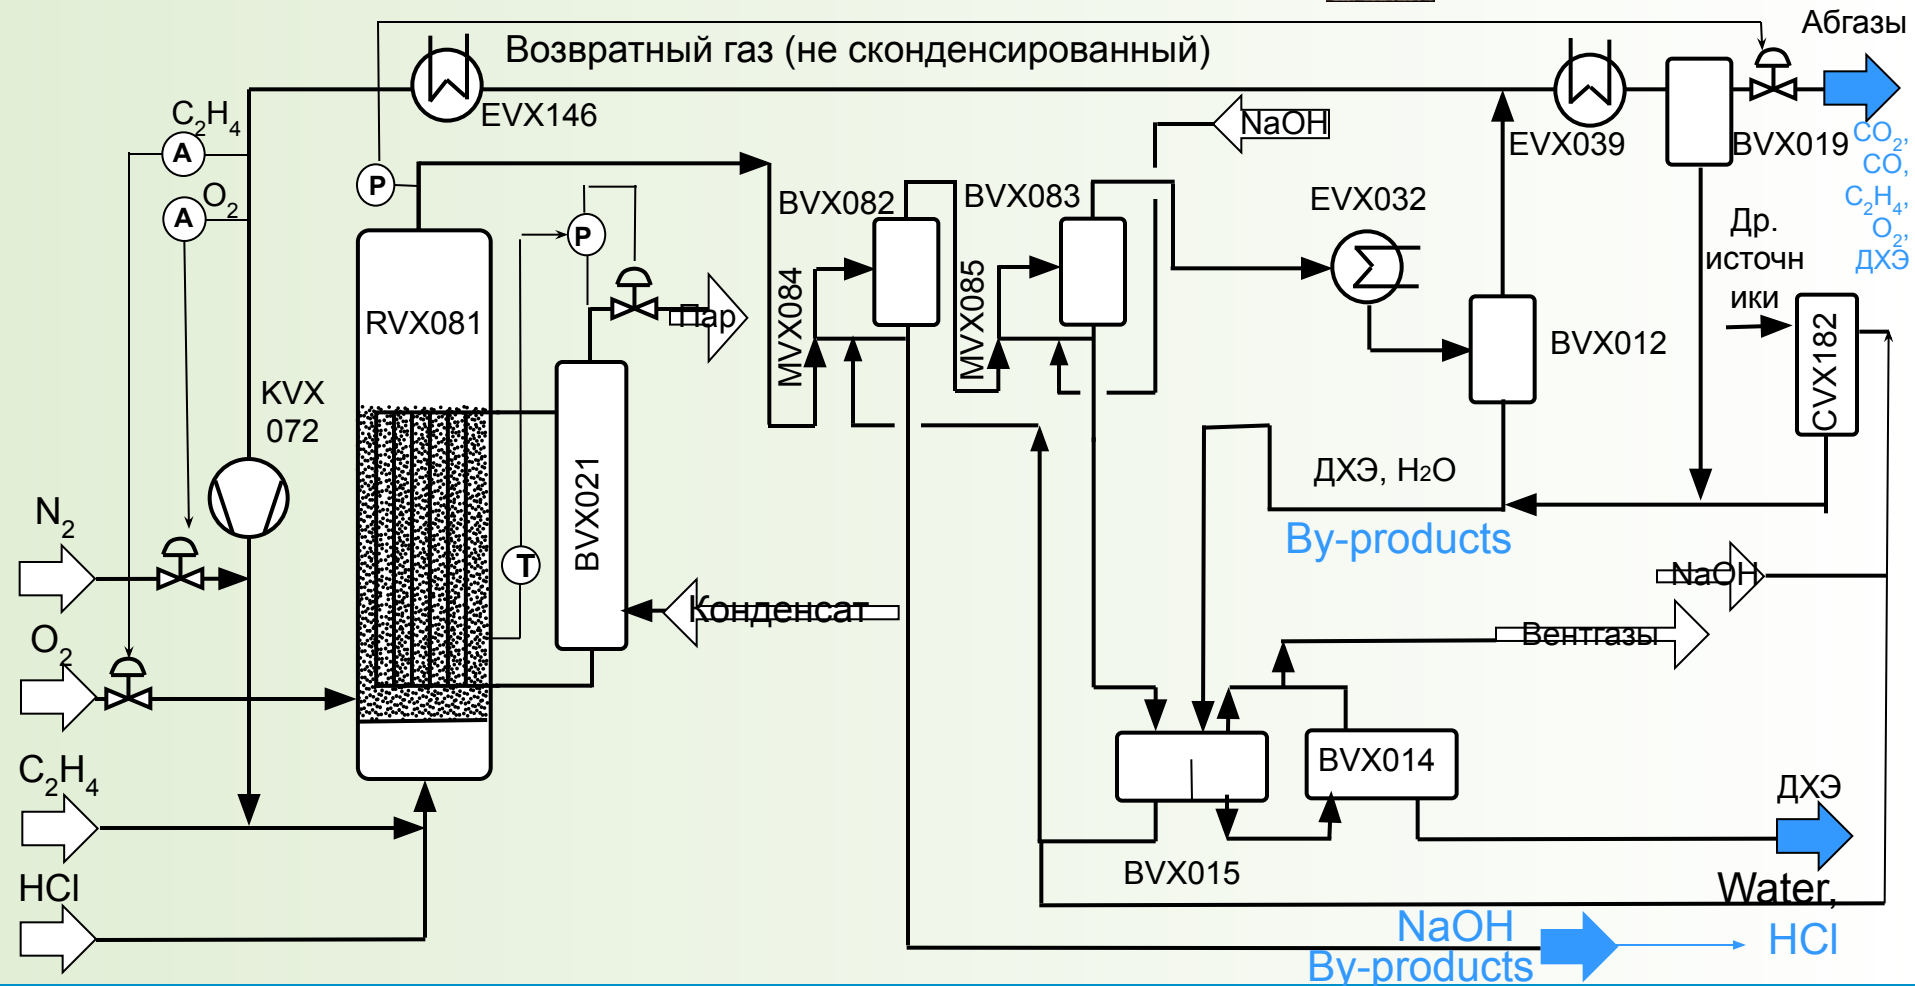 Абгазы
Возвратный газ (не сконденсированный)
C2H4
EVX146
NaOH
EVX039
BVX019
CO2,
CO,
C2H4,
O2,
ДХЭ
A
O2
A
P
BVX082
BVX083
EVX032
Др.
источн
ики
P
MVX084
MVX085
Пар
RVX081
BVX012
CVX182
KVX
072
BVX021
ДХЭ, H2O
By-products
N2
T
NaOH
Конденсат
Вентгазы
O2
C2H4
BVX014
ДХЭ
BVX015
HCl
Water,
NaOH
HCl
By-products